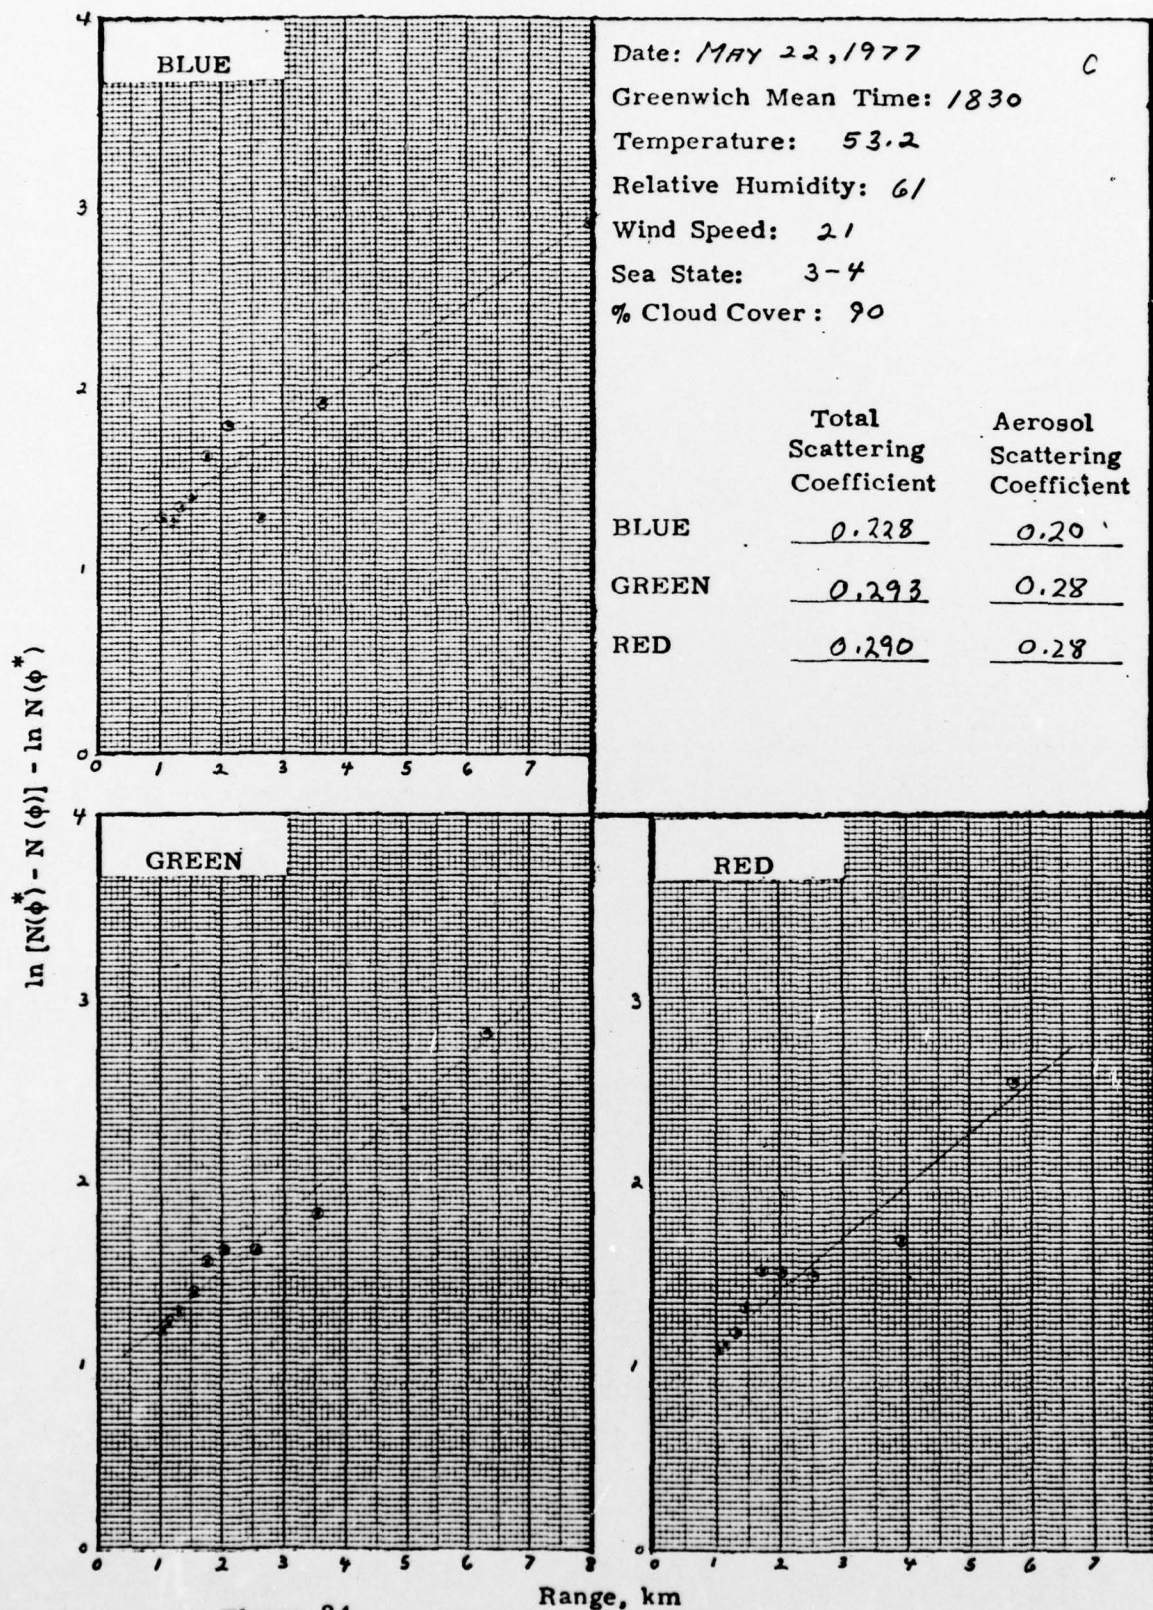 BLUE
4
3
2
1
0
0 1 2 3 4 5 6 7
Date: MAY 22, 1977
C
Greenwich Mean Time: 1830
Temperature: 53.2
Relative Humidity: 61
Wind Speed: 21
Sea State: 3-4
% Cloud Cover: 90
Total Scattering Coefficient
Aerosol Scattering Coefficient
BLUE 0.228 0.20
GREEN 0.293 0.28
RED 0.290 0.28
ln [N(ϕ*) - N(ϕ)] - ln N(ϕ*)
GREEN
4
3
2
1
0
0 1 2 3 4 5 6 7 8
RED
3
2
1
0
0 1 2 3 4 5 6 7
Range, km